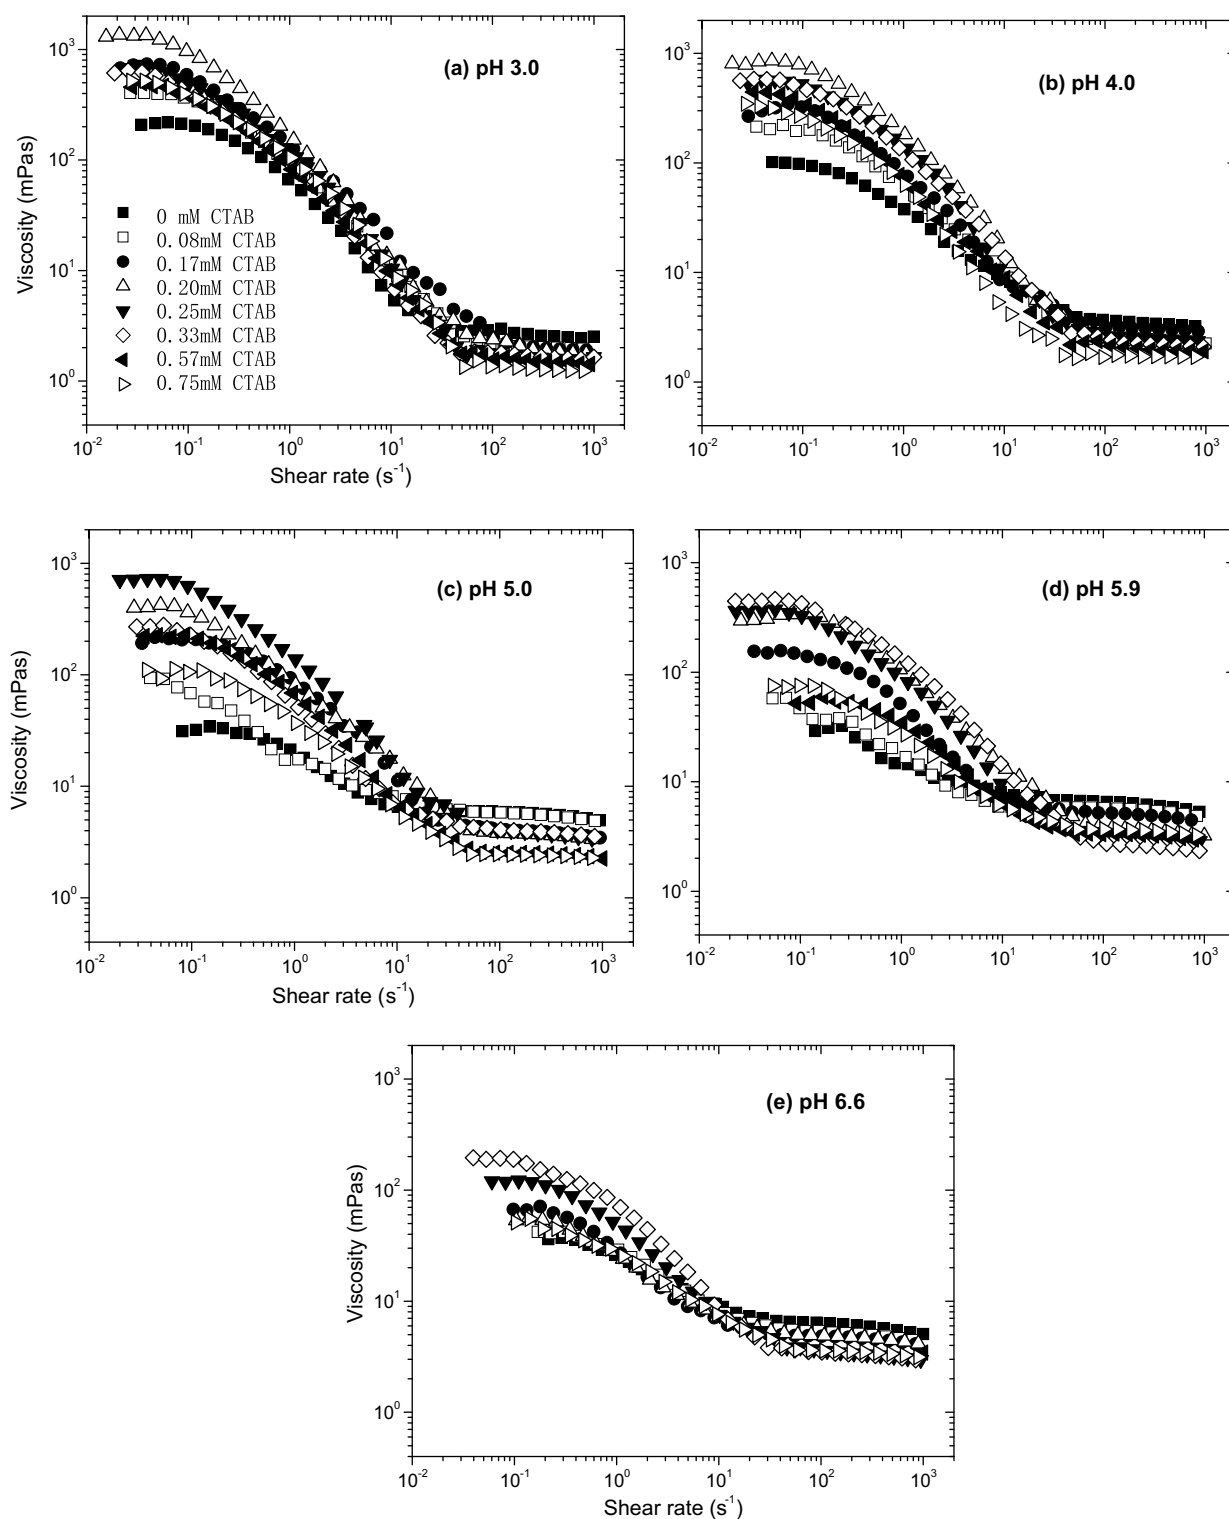 (a) pH 3.0
10³
10²
10¹
10⁰
Viscosity (mPas)
0 mM CTAB
0.08mM CTAB
0.17mM CTAB
0.20mM CTAB
0.25mM CTAB
0.33mM CTAB
0.57mM CTAB
0.75mM CTAB
10⁻² 10⁻¹ 10⁰ 10¹ 10² 10³
Shear rate (s⁻¹)
(b) pH 4.0
10³
10²
10¹
10⁰
10⁻² 10⁻¹ 10⁰ 10¹ 10² 10³
(c) pH 5.0
10³
10²
10¹
10⁰
Viscosity (mPas)
10⁻² 10⁻¹ 10⁰ 10¹ 10² 10³
Shear rate (s⁻¹)
(d) pH 5.9
10³
10²
10¹
10⁰
10⁻² 10⁻¹ 10⁰ 10¹ 10² 10³
(e) pH 6.6
10³
10²
10¹
10⁰
Viscosity (mPas)
10⁻² 10⁻¹ 10⁰ 10¹ 10² 10³
Shear rate (s⁻¹)